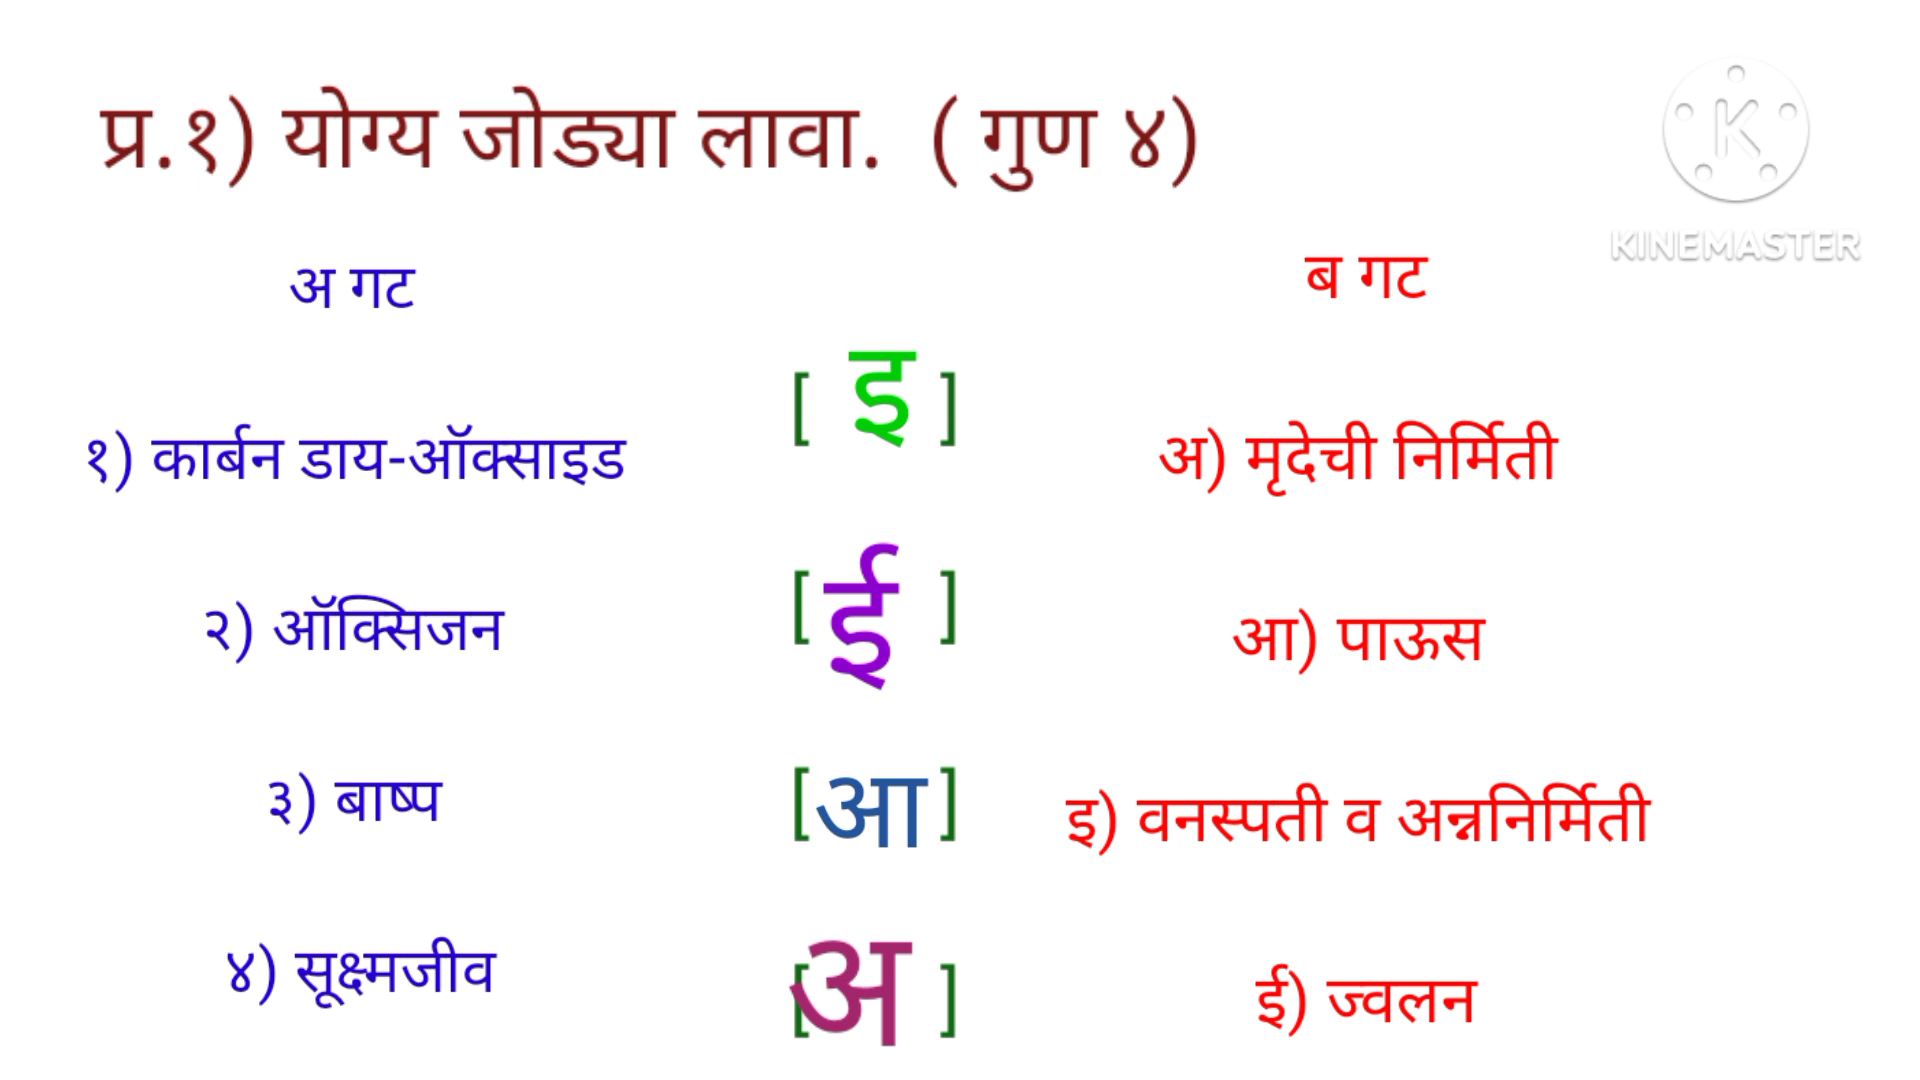 प्र.१) योग्य जोड्या लावा. ( गुण ४)
KINEMASTER
अ गट
ब गट
[ इ ]
१) कार्बन डाय-ऑक्साइड
अ) मृदेची निर्मिती
[ ई ]
२) ऑक्सिजन
आ) पाऊस
[ आ ]
३) बाष्प
इ) वनस्पती व अन्ननिर्मिती
[ अ ]
४) सूक्ष्मजीव
ई) ज्वलन